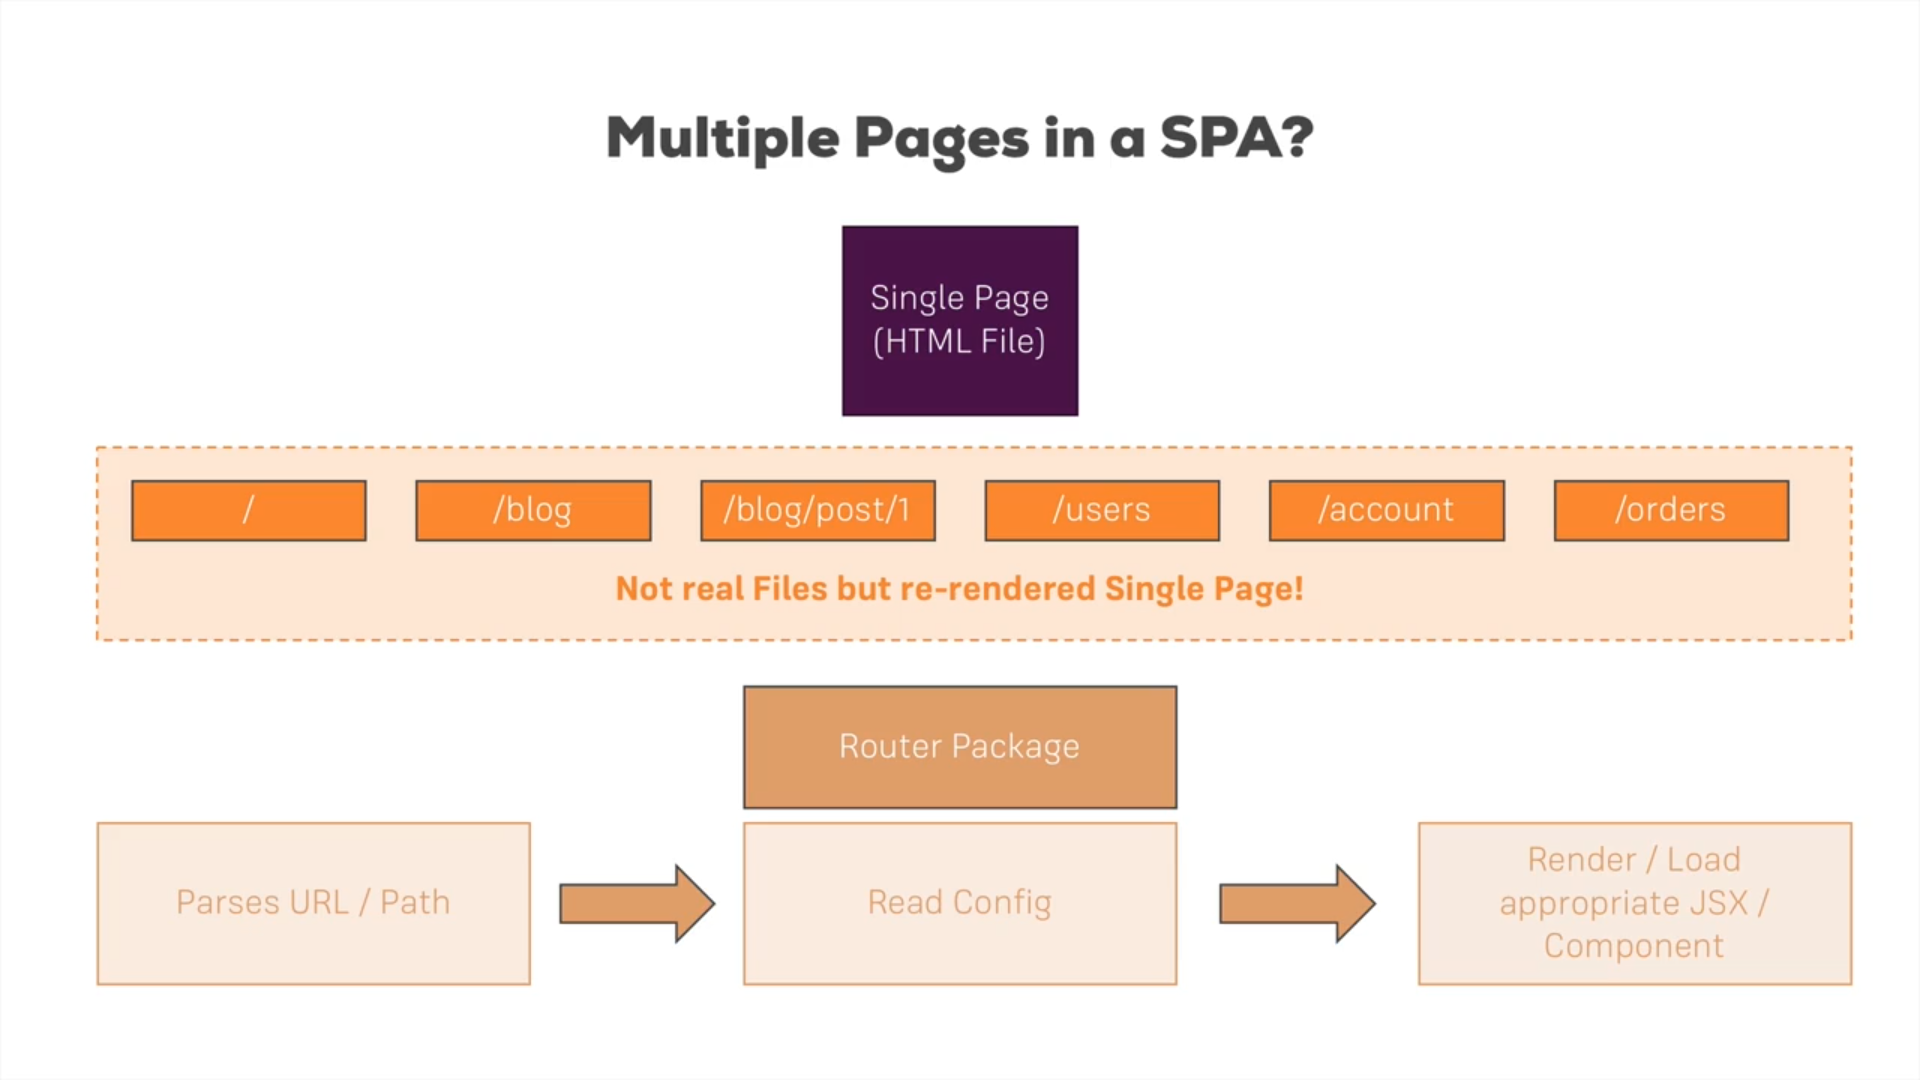 Multiple Pages in a SPA?
Single Page
(HTML File)
/
/blog
/blog/post/1
/users
/account
/orders
Not real Files but re-rendered Single Page!
Router Package
Parses URL / Path
Read Config
Render / Load
appropriate JSX /
Component